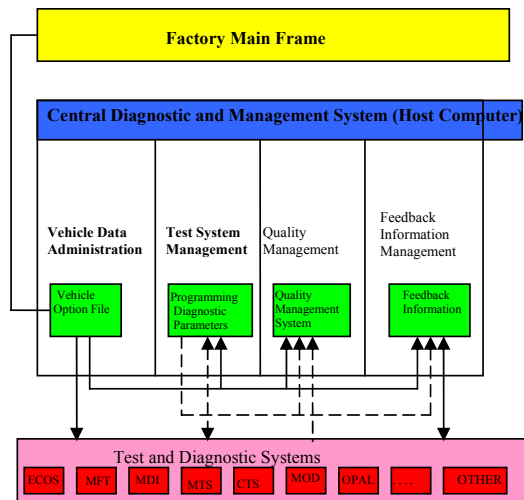 Factory Main Frame
Central Diagnostic and Management System (Host Computer)
Vehicle Data
Administration
Test System
Management
Quality
Management
Feedback
Information
Management
Vehicle
Option File
Programming
Diagnostic
Parameters
Quality
Management
System
Feedback
Information
Test and Diagnostic Systems
ECOS
MFT
MDI
MTS
CTS
MOD
OPAL
. . . .
OTHER